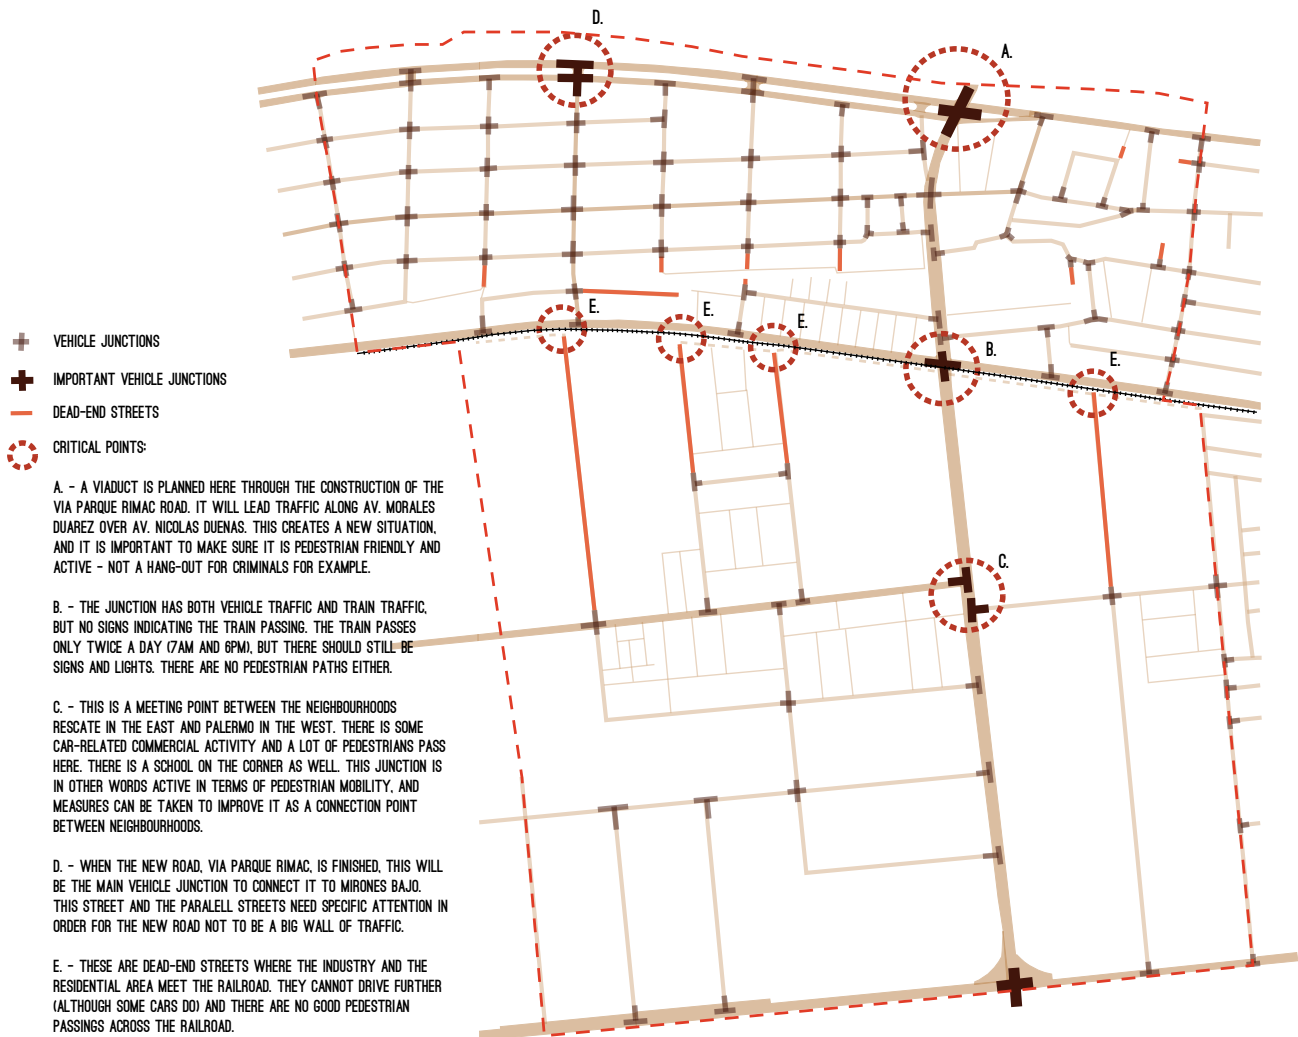 D.
A.
E.
E.
E.
B.
E.
C.
VEHICLE JUNCTIONS
IMPORTANT VEHICLE JUNCTIONS
DEAD-END STREETS
CRITICAL POINTS:
A. - A VIADUCT IS PLANNED HERE THROUGH THE CONSTRUCTION OF THE
VIA PARQUE RIMAC ROAD. IT WILL LEAD TRAFFIC ALONG AV. MORALES
DUAREZ OVER AV. NICOLAS DUENAS. THIS CREATES A NEW SITUATION,
AND IT IS IMPORTANT TO MAKE SURE IT IS PEDESTRIAN FRIENDLY AND
ACTIVE - NOT A HANG-OUT FOR CRIMINALS FOR EXAMPLE.
B. - THE JUNCTION HAS BOTH VEHICLE TRAFFIC AND TRAIN TRAFFIC,
BUT NO SIGNS INDICATING THE TRAIN PASSING. THE TRAIN PASSES
ONLY TWICE A DAY (7AM AND 6PM), BUT THERE SHOULD STILL BE
SIGNS AND LIGHTS. THERE ARE NO PEDESTRIAN PATHS EITHER.
C. - THIS IS A MEETING POINT BETWEEN THE NEIGHBOURHOODS
RESCATE IN THE EAST AND PALERMO IN THE WEST. THERE IS SOME
CAR-RELATED COMMERCIAL ACTIVITY AND A LOT OF PEDESTRIANS PASS
HERE. THERE IS A SCHOOL ON THE CORNER AS WELL. THIS JUNCTION IS
IN OTHER WORDS ACTIVE IN TERMS OF PEDESTRIAN MOBILITY, AND
MEASURES CAN BE TAKEN TO IMPROVE IT AS A CONNECTION POINT
BETWEEN NEIGHBOURHOODS.
D. - WHEN THE NEW ROAD, VIA PARQUE RIMAC, IS FINISHED, THIS WILL
BE THE MAIN VEHICLE JUNCTION TO CONNECT IT TO MIRONES BAJO.
THIS STREET AND THE PARALELL STREETS NEED SPECIFIC ATTENTION IN
ORDER FOR THE NEW ROAD NOT TO BE A BIG WALL OF TRAFFIC.
E. - THESE ARE DEAD-END STREETS WHERE THE INDUSTRY AND THE
RESIDENTIAL AREA MEET THE RAILROAD. THEY CANNOT DRIVE FURTHER
(ALTHOUGH SOME CARS DO) AND THERE ARE NO GOOD PEDESTRIAN
PASSINGS ACROSS THE RAILROAD.